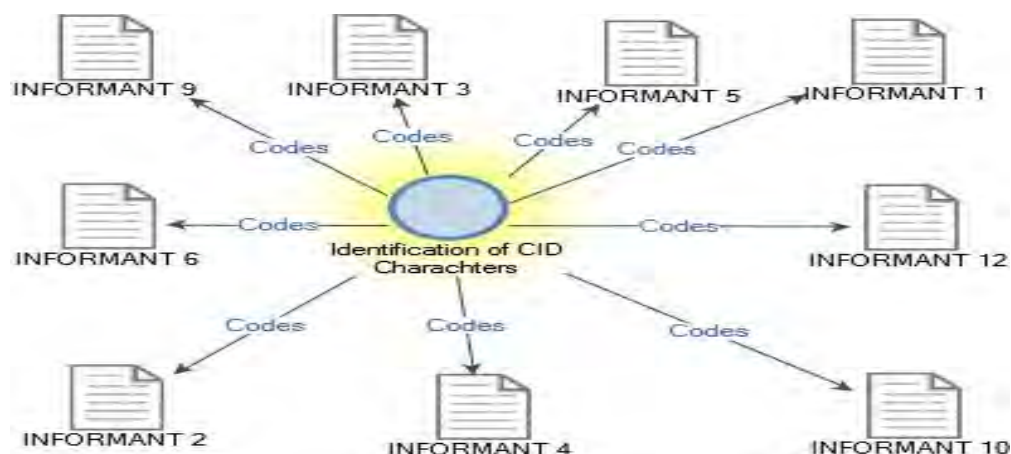 INFORMANT 9
INFORMANT 3
INFORMANT 5
INFORMANT 1
Codes
Codes
Codes
Codes
INFORMANT 6
Codes
Codes
INFORMANT 12
Identification of CID
Charachters
Codes
Codes
Codes
INFORMANT 2
INFORMANT 4
INFORMANT 10